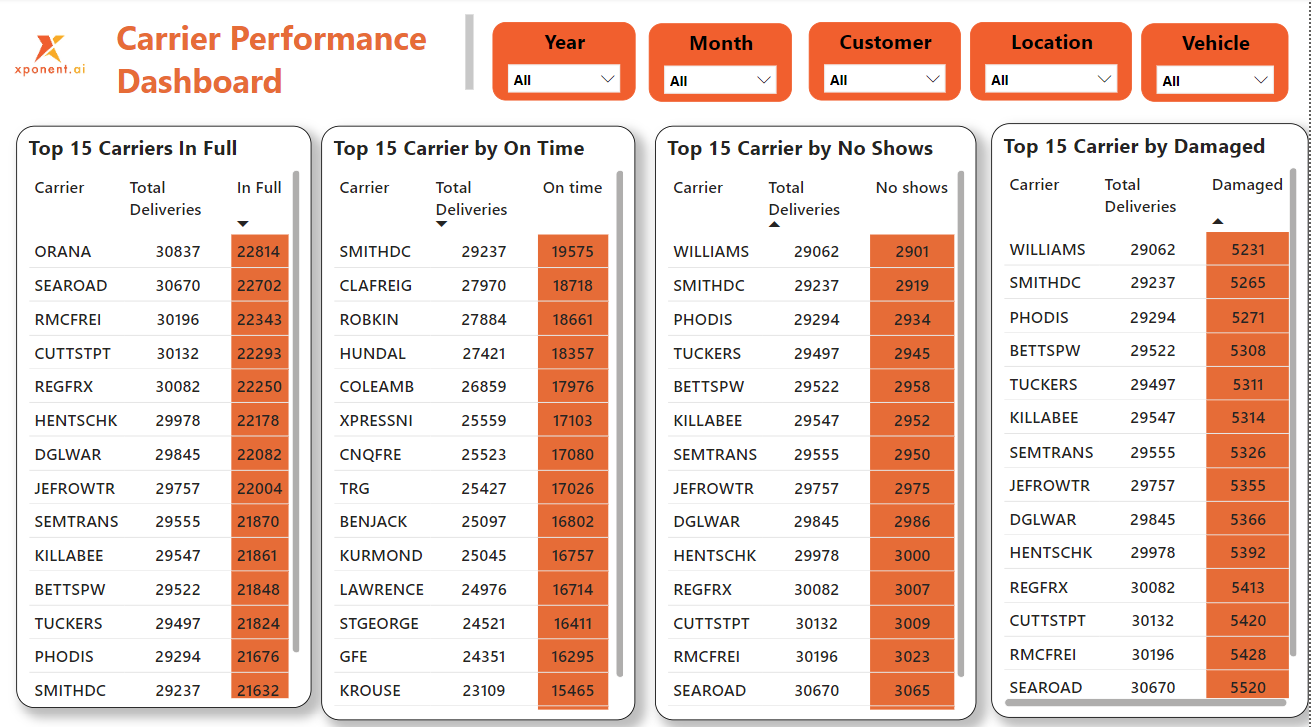 xponent.ai
Carrier Performance
Dashboard
Year
All
Month
All
Customer
All
Location
All
Vehicle
All
Top 15 Carriers In Full
Carrier Total Deliveries In Full
ORANA 30837 22814
SEAROAD 30670 22702
RMCFREI 30196 22343
CUTTSTPT 30132 22293
REGFRX 30082 22250
HENTSCHK 29978 22178
DGLWAR 29845 22082
JEFROWTR 29757 22004
SEMTRANS 29555 21870
KILLABEE 29547 21861
BETTSPW 29522 21848
TUCKERS 29497 21824
PHODIS 29294 21676
SMITHDC 29237 21632
Top 15 Carrier by On Time
Carrier Total Deliveries On time
SMITHDC 29237 19575
CLAFREIG 27970 18718
ROBKIN 27884 18661
HUNDAL 27421 18357
COLEAMB 26859 17976
XPRESSNI 25559 17103
CNQFRE 25523 17080
TRG 25427 17026
BENJACK 25097 16802
KURMOND 25045 16757
LAWRENCE 24976 16714
STGEORGE 24521 16411
GFE 24351 16295
KROUSE 23109 15465
Top 15 Carrier by No Shows
Carrier Total Deliveries No shows
WILLIAMS 29062 2901
SMITHDC 29237 2919
PHODIS 29294 2934
TUCKERS 29497 2945
BETTSPW 29522 2958
KILLABEE 29547 2952
SEMTRANS 29555 2950
JEFROWTR 29757 2975
DGLWAR 29845 2986
HENTSCHK 29978 3000
REGFRX 30082 3007
CUTTSTPT 30132 3009
RMCFREI 30196 3023
SEAROAD 30670 3065
Top 15 Carrier by Damaged
Carrier Total Deliveries Damaged
WILLIAMS 29062 5231
SMITHDC 29237 5265
PHODIS 29294 5271
BETTSPW 29522 5308
TUCKERS 29497 5311
KILLABEE 29547 5314
SEMTRANS 29555 5326
JEFROWTR 29757 5355
DGLWAR 29845 5366
HENTSCHK 29978 5392
REGFRX 30082 5413
CUTTSTPT 30132 5420
RMCFREI 30196 5428
SEAROAD 30670 5520